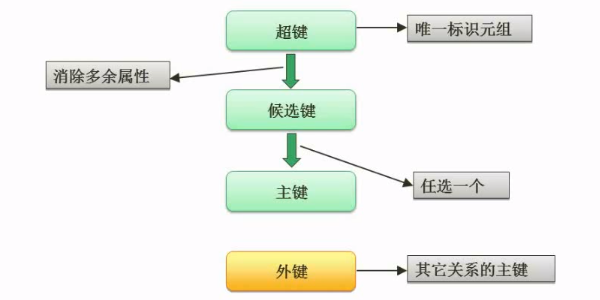 超键
唯一标识元组
消除多余属性
候选键
主键
任选一个
外键
其它关系的主键